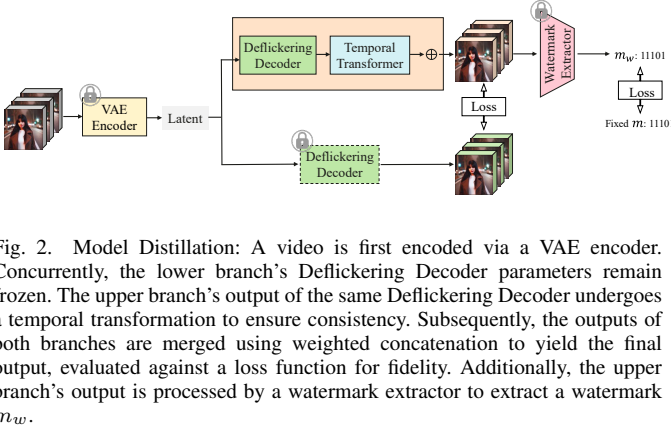 Deflickering
Decoder
Temporal
Transformer
Watermark
Extractor
m_w: 11101
Loss
Fixed m: 1110
VAE
Encoder
Latent
Loss
Deflickering
Decoder
Fig. 2. Model Distillation: A video is first encoded via a VAE encoder.
Concurrently, the lower branch's Deflickering Decoder parameters remain
frozen. The upper branch's output of the same Deflickering Decoder undergoes
a temporal transformation to ensure consistency. Subsequently, the outputs of
both branches are merged using weighted concatenation to yield the final
output, evaluated against a loss function for fidelity. Additionally, the upper
branch's output is processed by a watermark extractor to extract a watermark
m_w.